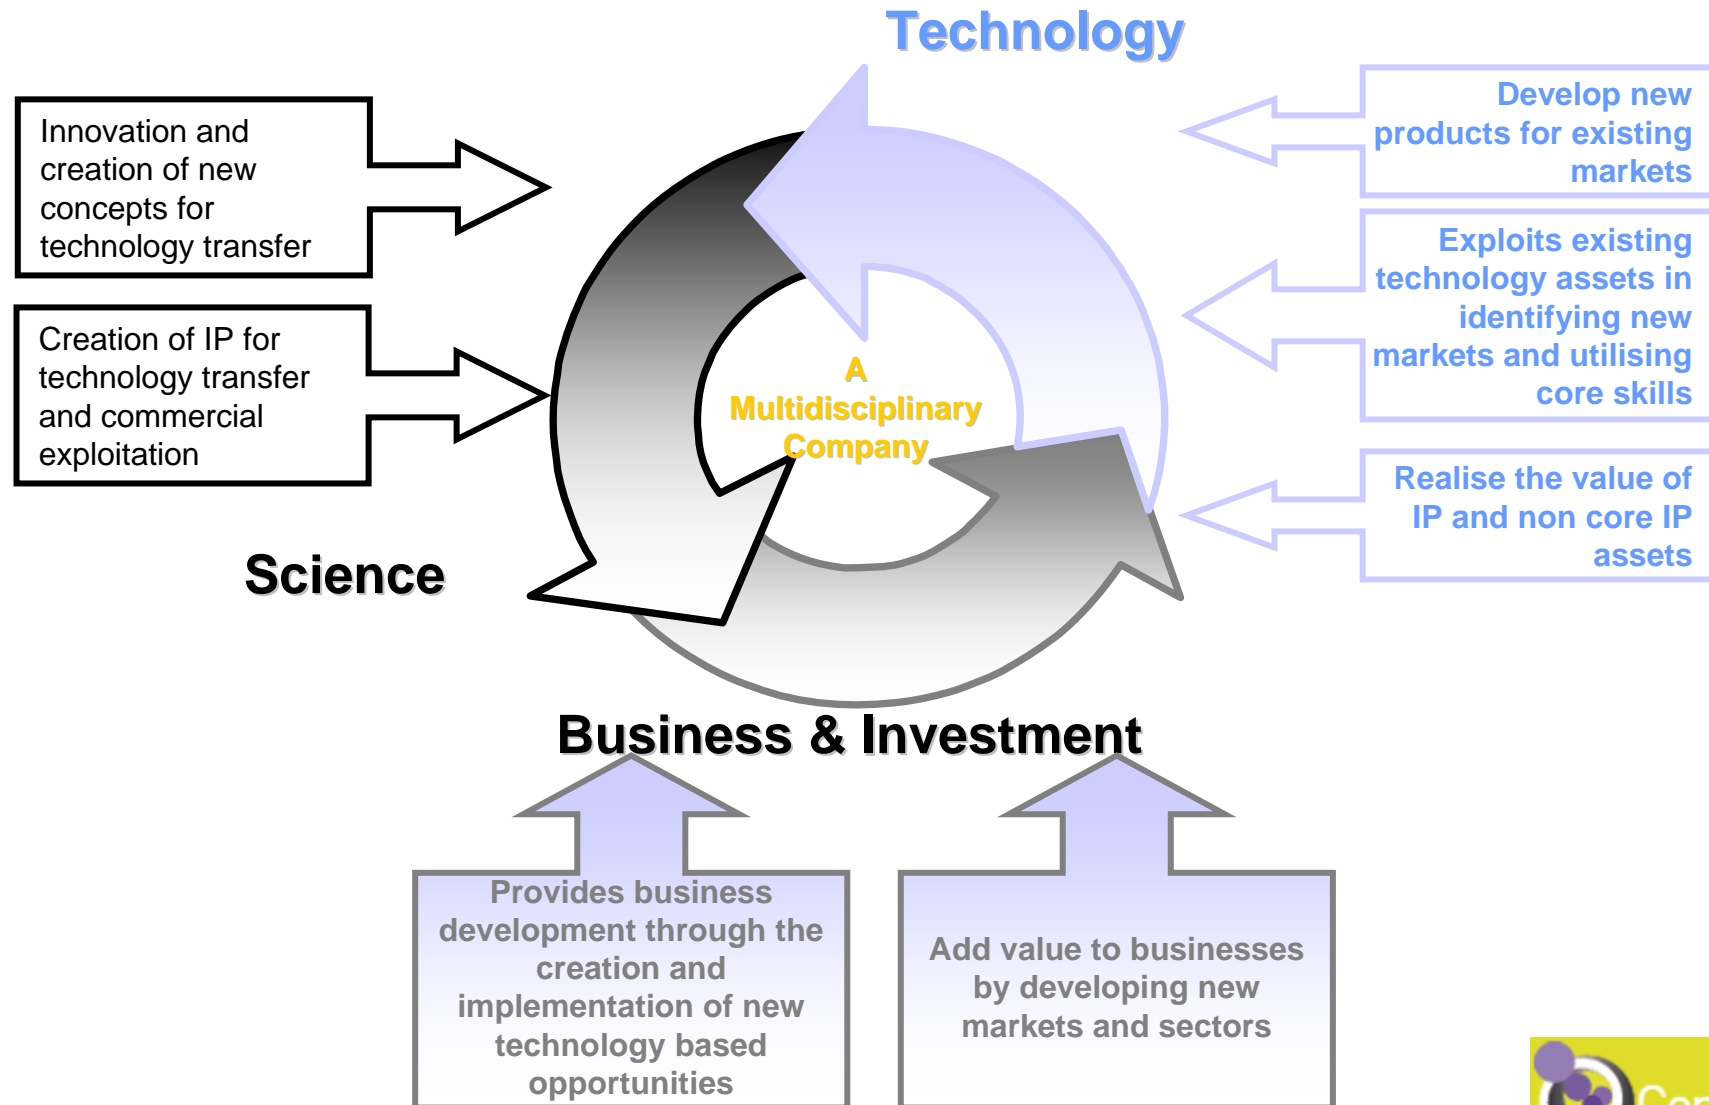 Technology
Innovation and
creation of new
concepts for
technology transfer
Creation of IP for
technology transfer
and commercial
exploitation
Science
A
Multidisciplinary
Company
Develop new
products for existing
markets
Exploits existing
technology assets in
identifying new
markets and utilising
core skills
Realise the value of
IP and non core IP
assets
Business & Investment
Provides business
development through the
creation and
implementation of new
technology based
opportunities
Add value to businesses
by developing new
markets and sectors